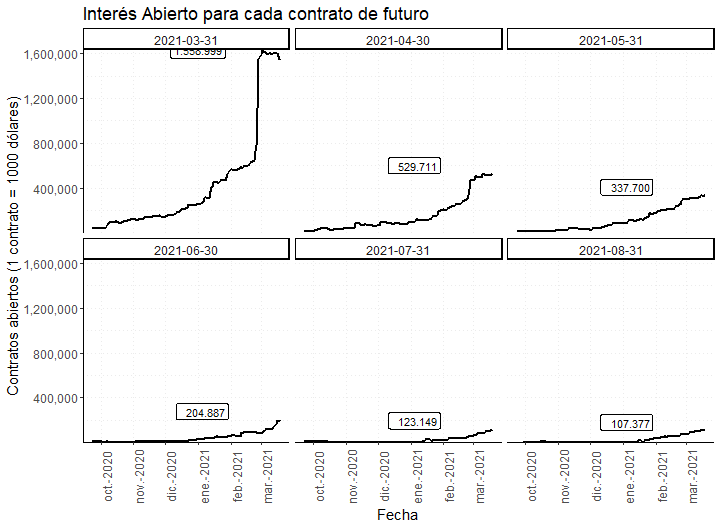 Interés Abierto para cada contrato de futuro
2021-03-31
2021-04-30
2021-05-31
Contratos abiertos (1 contrato = 1000 dólares)
1,600,000
1,200,000
800,000
400,000
1.558.999
529.711
337.700
2021-06-30
2021-07-31
2021-08-31
1,600,000
1,200,000
800,000
400,000
204.887
123.149
107.377
oct.-2020
nov.-2020
dic.-2020
ene.-2021
feb.-2021
mar.-2021
oct.-2020
nov.-2020
dic.-2020
ene.-2021
feb.-2021
mar.-2021
oct.-2020
nov.-2020
dic.-2020
ene.-2021
feb.-2021
mar.-2021
Fecha